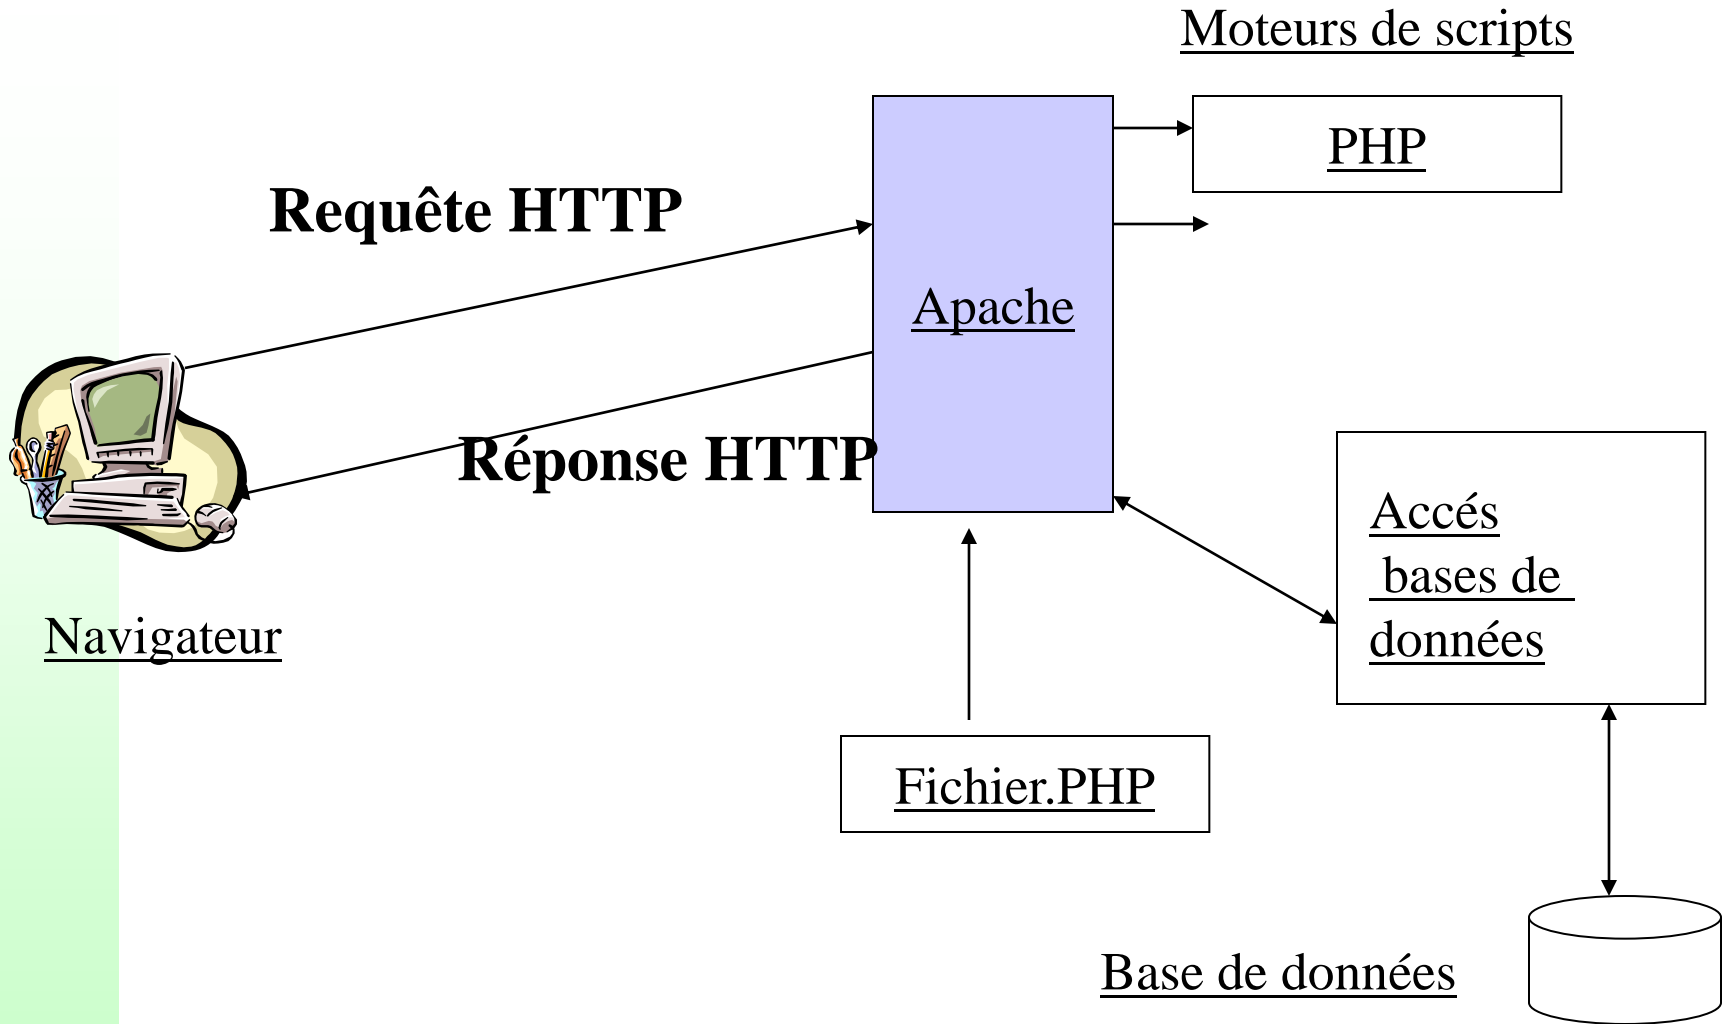 Moteurs de scripts
PHP
Requête HTTP
Apache
Réponse HTTP
Accés
bases de
données
Navigateur
Fichier.PHP
Base de données